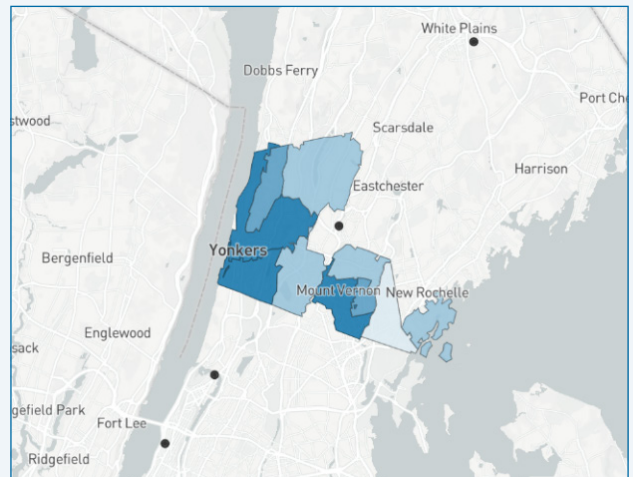 White Plains
Dobbs Ferry
Port Che
stwood
Scarsdale
Harrison
Eastchester
Yonkers
Bergenfield
Mount Vernon
New Rochelle
Englewood
sack
gefield Park
Fort Lee
Ridgefield